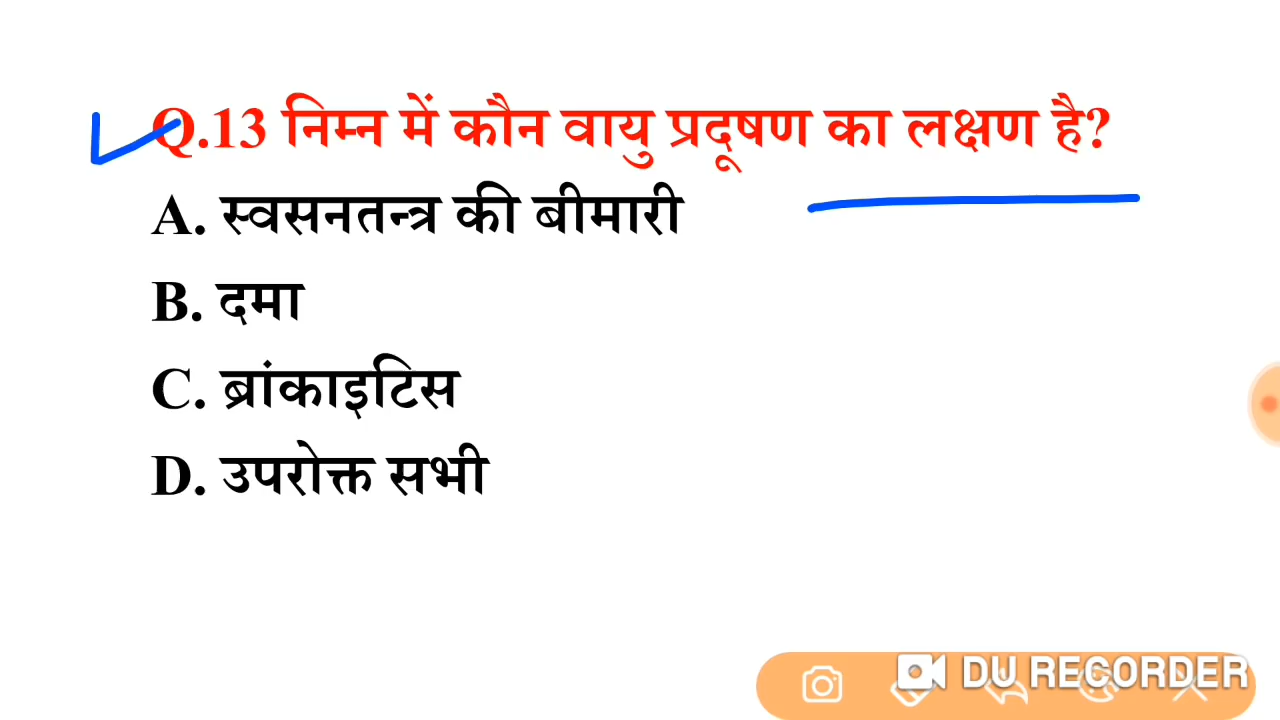 Q.13 निम्न में कौन वायु प्रदूषण का लक्षण है?
A. स्वसनतन्त्र की बीमारी
B. दमा
C. ब्रांकाइटिस
D. उपरोक्त सभी
DU RECORDER